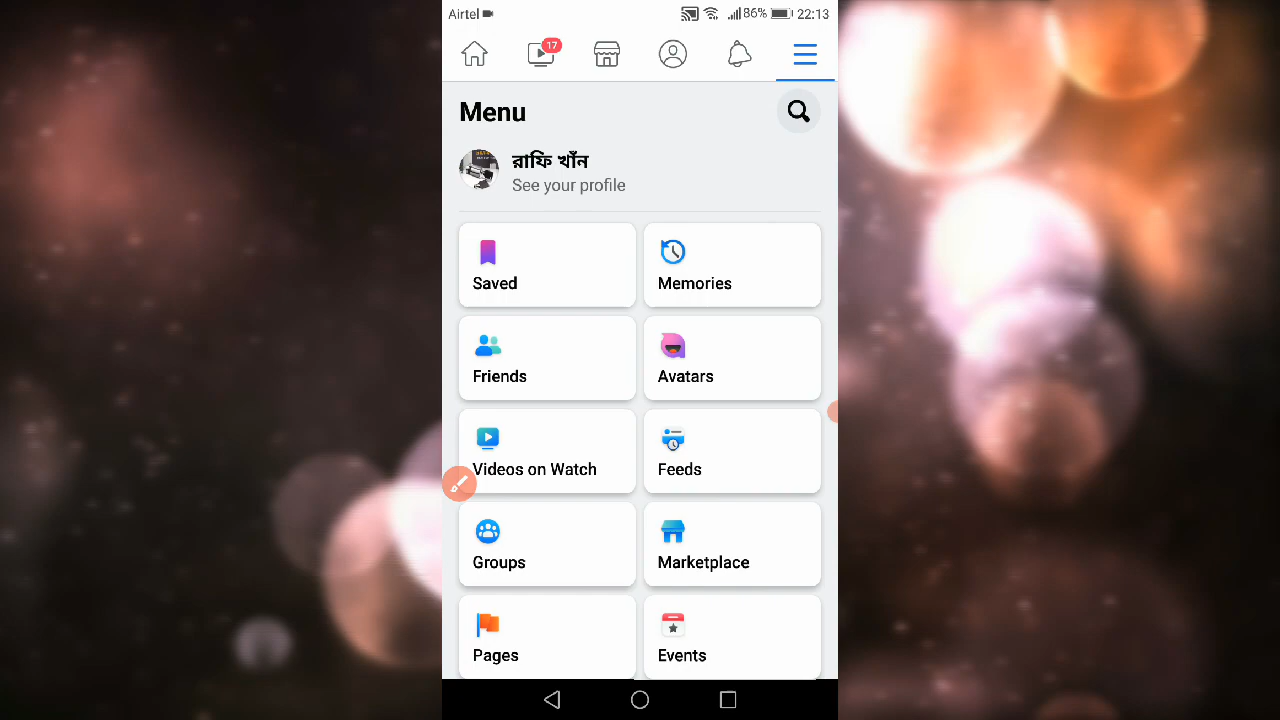 Airtel 86% 22:13
17
Menu
রাফি খাঁন
See your profile
Saved
Memories
Friends
Avatars
Videos on Watch
Feeds
Groups
Marketplace
Pages
Events